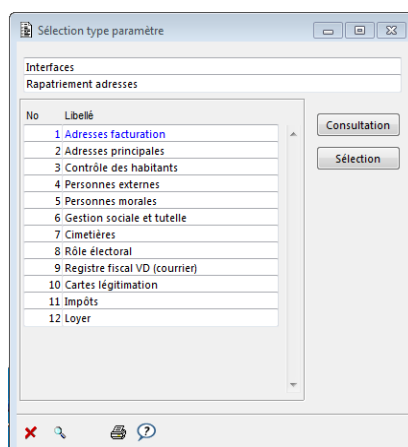 Sélection type paramètre
Interfaces
Rapatriement adresses
No Libellé
1 Adresses facturation
2 Adresses principales
3 Contrôle des habitants
4 Personnes externes
5 Personnes morales
6 Gestion sociale et tutelle
7 Cimetières
8 Rôle électoral
9 Registre fiscal VD (courrier)
10 Cartes légitimation
11 Impôts
12 Loyer
Consultation
Sélection